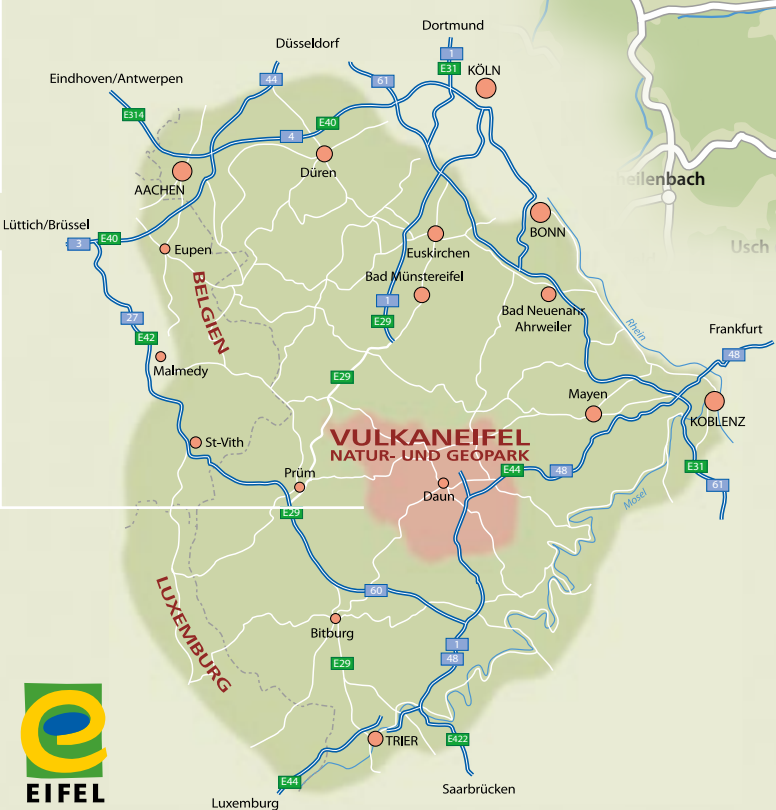 Dortmund
Düsseldorf
1
E31
KÖLN
Eindhoven/Antwerpen
44
61
E314
E40
4
Düren
AACHEN
heilenbach
Lüttich/Brüssel
3
E40
Eupen
BONN
Euskirchen
Usch
BELGIEN
Bad Münstereifel
1
E29
Bad Neuenahr
Ahrweiler
27
E42
Rhein
Frankfurt
48
Malmedy
E29
Mayen
KOBLENZ
St-Vith
VULKANEIFEL
NATUR- UND GEOPARK
E44
48
E31
61
Prüm
Daun
Mosel
E29
LUXEMBURG
60
Bitburg
1
48
E29
TRIER
E422
E44
Saarbrücken
Luxemburg
EIFEL